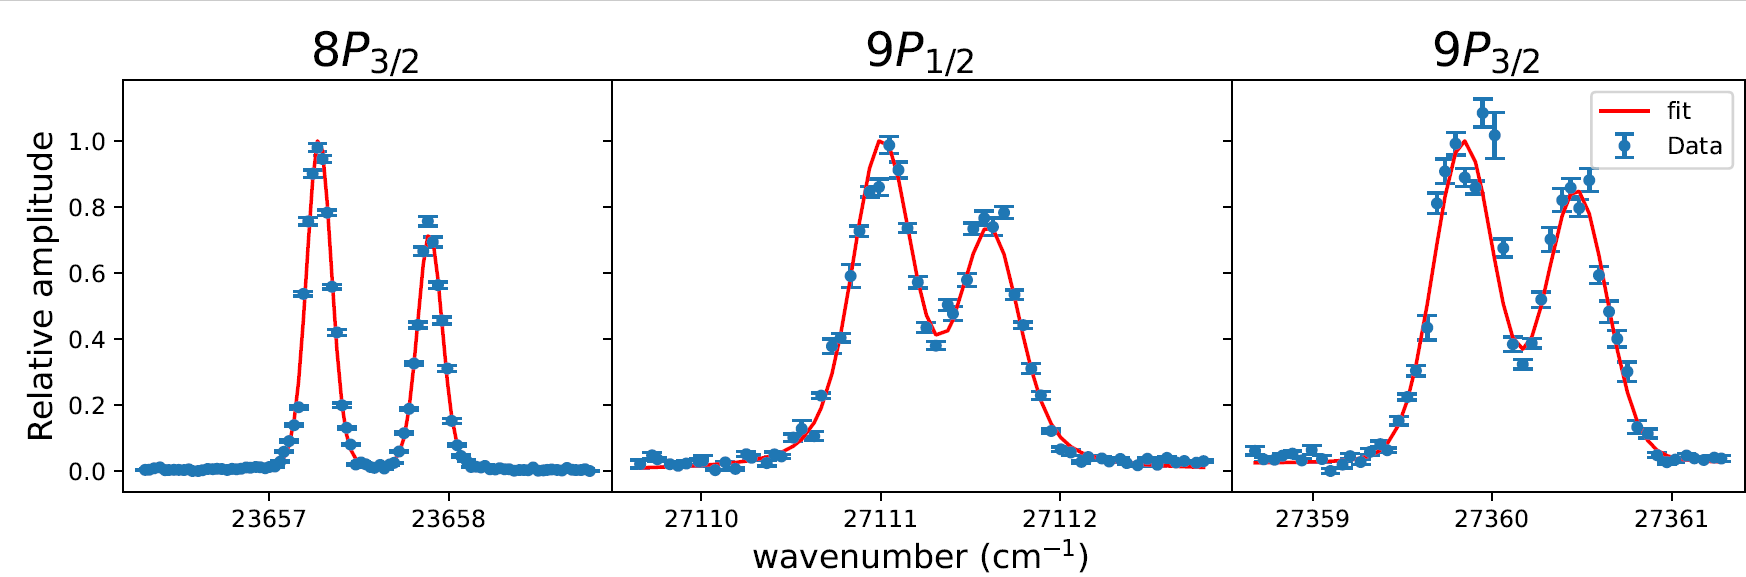 8P3/2
9P1/2
9P3/2
fit
Data
Relative amplitude
1.0
0.8
0.6
0.4
0.2
0.0
23657
23658
27110
27111
27112
27359
27360
27361
wavenumber (cm−1)